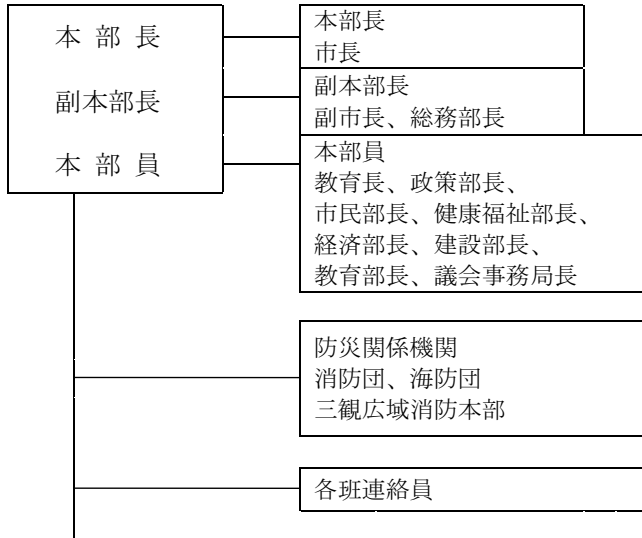 本部長
副本部長
本部員
本部長
市長
副本部長
副市長、総務部長
本部員
教育長、政策部長、
市民部長、健康福祉部長、
経済部長、建設部長、
教育部長、議会事務局長
防災関係機関
消防団、海防団
三観広域消防本部
各班連絡員